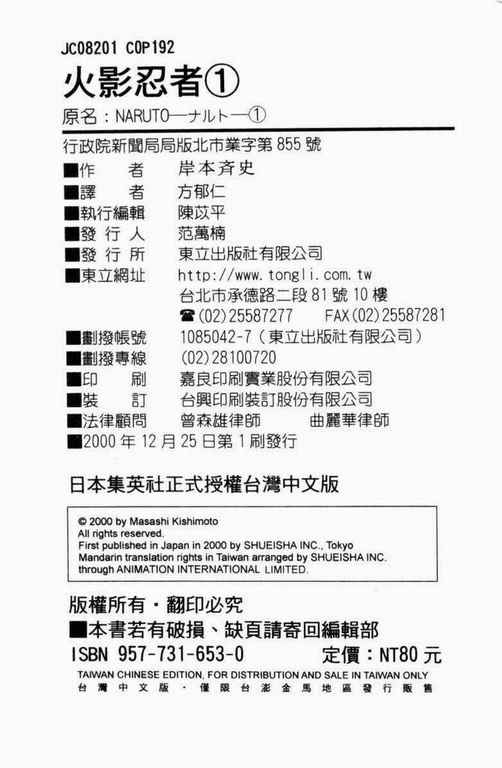 JC08201 COP192
火影忍者①
原名：NARUTO—ナルト—①
行政院新聞局局版北市業字第855號
■作　者　岸本斉史
■譯　者　方郁仁
■執行編輯　陳苡平
■發行人　范萬楠
■發行所　東立出版社有限公司
■東立網址　http://www.tongli.com.tw
台北市承德路二段81號10樓
☎(02)25587277　FAX(02)25587281
■劃撥帳號　1085042-7（東立出版社有限公司）
■劃撥專線　(02)28100720
■印　刷　嘉良印刷實業股份有限公司
■裝　訂　台興印刷裝訂股份有限公司
■法律顧問　曾森雄律師　曲麗華律師
■2000年12月25日第1刷發行
日本集英社正式授權台灣中文版
© 2000 by Masashi Kishimoto
All rights reserved.
First published in Japan in 2000 by SHUEISHA INC., Tokyo
Mandarin translation rights in Taiwan arranged by SHUEISHA INC.
through ANIMATION INTERNATIONAL LIMITED.
版權所有・翻印必究
■本書若有破損、缺頁請寄回編輯部
ISBN 957-731-653-0　定價：NT80元
TAIWAN CHINESE EDITION, FOR DISTRIBUTION AND SALE IN TAIWAN ONLY
台灣中文版・僅限台澎金馬地區發行販售